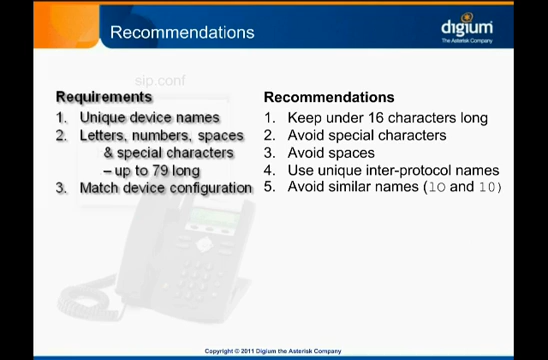 Recommendations
digium
The Asterisk Company
sip.conf
Requirements
1. Unique device names
2. Letters, numbers, spaces
& special characters
– up to 79 long
3. Match device configuration
Recommendations
1. Keep under 16 characters long
2. Avoid special characters
3. Avoid spaces
4. Use unique inter-protocol names
5. Avoid similar names (lO and 10)
Copyright © 2011 Digium the Asterisk Company